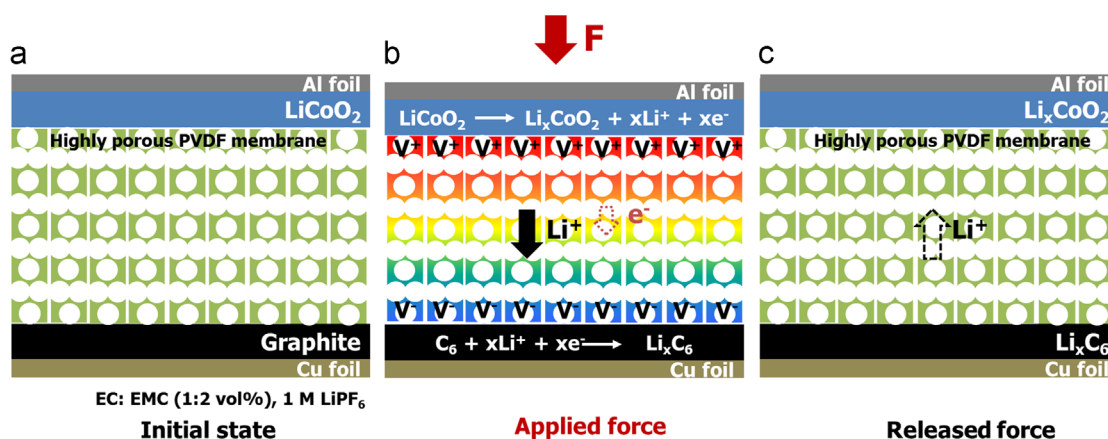 a
Al foil
LiCoO₂
Highly porous PVDF membrane
Graphite
Cu foil
EC: EMC (1:2 vol%), 1 M LiPF₆
Initial state
b
F
Al foil
LiCoO₂ ⟶ LiₓCoO₂ + xLi⁺ + xe⁻
V⁺ V⁺ V⁺ V⁺ V⁺ V⁺ V⁺ V⁺ V⁺
e⁻
Li⁺
V⁻ V⁻ V⁻ V⁻ V⁻ V⁻ V⁻ V⁻ V⁻
C₆ + xLi⁺ + xe⁻ ⟶ LiₓC₆
Cu foil
Applied force
c
Al foil
LiₓCoO₂
Highly porous PVDF membrane
Li⁺
LiₓC₆
Cu foil
Released force